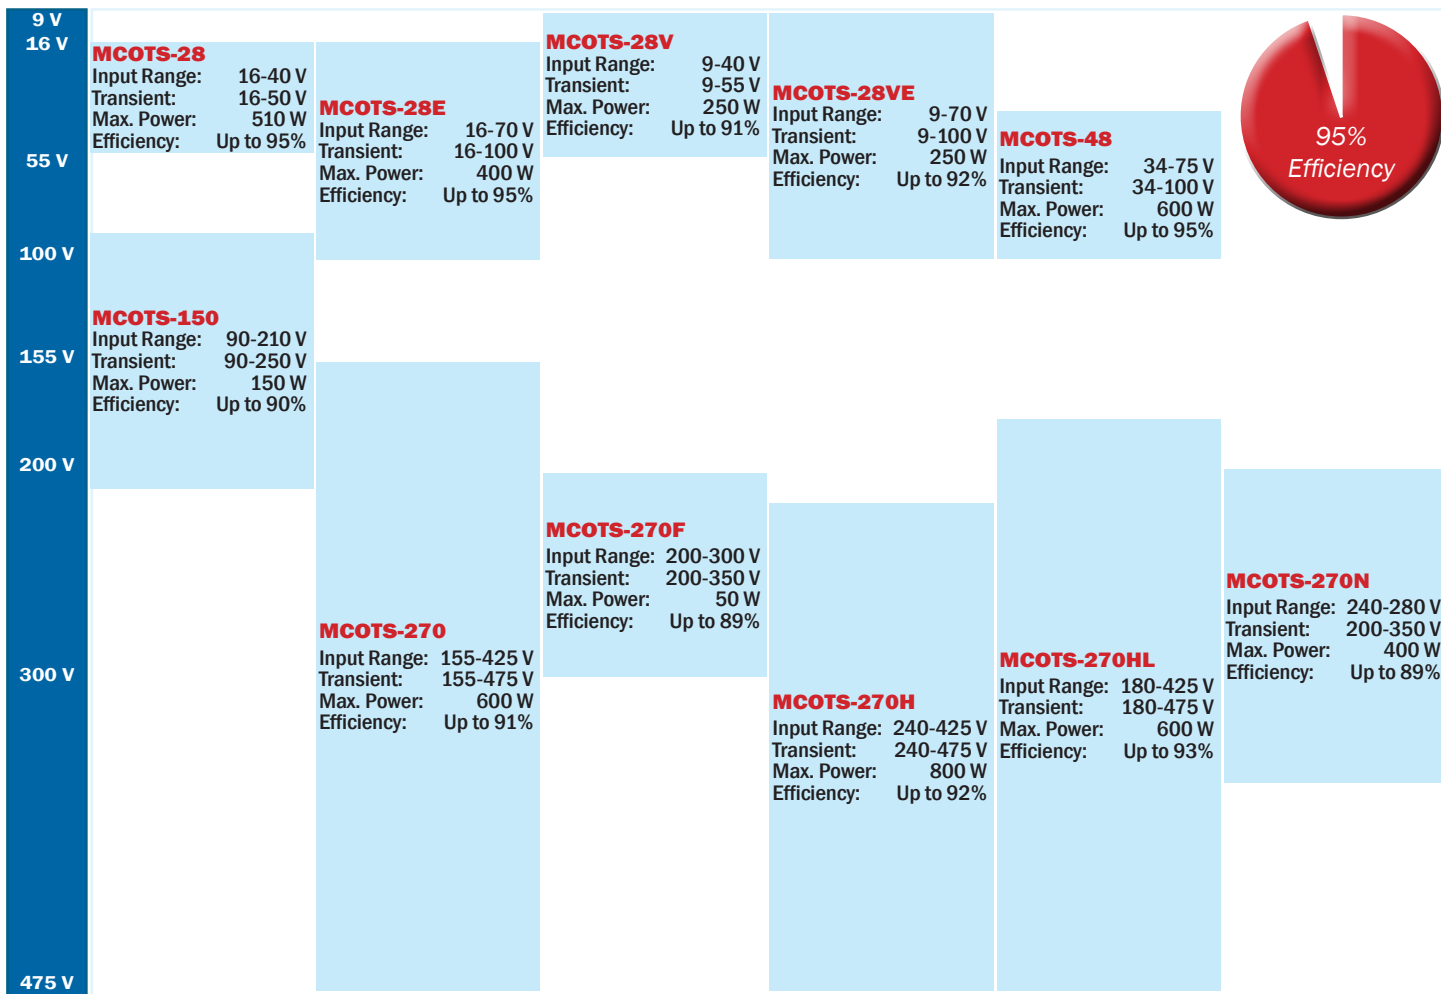 9 V
16 V
55 V
100 V
155 V
200 V
300 V
475 V
MCOTS-28
Input Range: 16-40 V
Transient: 16-50 V
Max. Power: 510 W
Efficiency: Up to 95%
MCOTS-28E
Input Range: 16-70 V
Transient: 16-100 V
Max. Power: 400 W
Efficiency: Up to 95%
MCOTS-28V
Input Range: 9-40 V
Transient: 9-55 V
Max. Power: 250 W
Efficiency: Up to 91%
MCOTS-28VE
Input Range: 9-70 V
Transient: 9-100 V
Max. Power: 250 W
Efficiency: Up to 92%
MCOTS-48
Input Range: 34-75 V
Transient: 34-100 V
Max. Power: 600 W
Efficiency: Up to 95%
95%
Efficiency
MCOTS-150
Input Range: 90-210 V
Transient: 90-250 V
Max. Power: 150 W
Efficiency: Up to 90%
MCOTS-270
Input Range: 155-425 V
Transient: 155-475 V
Max. Power: 600 W
Efficiency: Up to 91%
MCOTS-270F
Input Range: 200-300 V
Transient: 200-350 V
Max. Power: 50 W
Efficiency: Up to 89%
MCOTS-270H
Input Range: 240-425 V
Transient: 240-475 V
Max. Power: 800 W
Efficiency: Up to 92%
MCOTS-270HL
Input Range: 180-425 V
Transient: 180-475 V
Max. Power: 600 W
Efficiency: Up to 93%
MCOTS-270N
Input Range: 240-280 V
Transient: 200-350 V
Max. Power: 400 W
Efficiency: Up to 89%